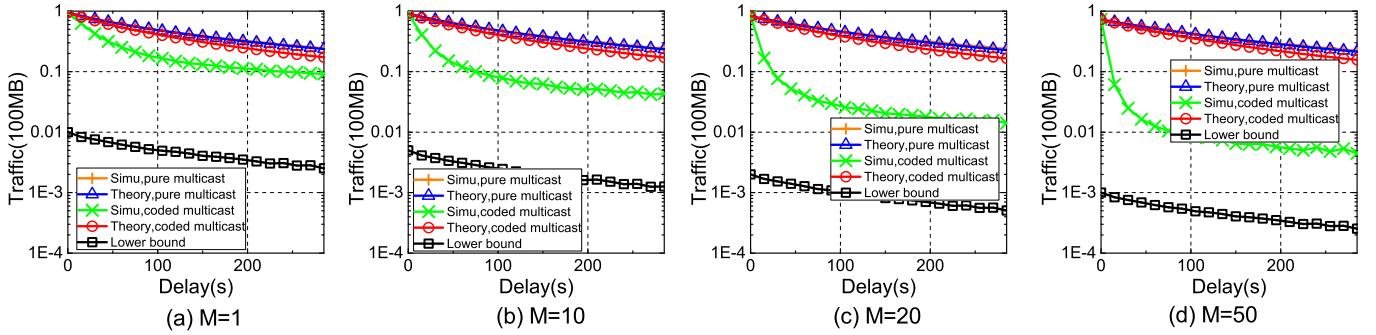 Traffic(100MB)
1
0.1
0.01
1E-3
1E-4
0
100
200
Delay(s)
Simu,pure multicast
Theory,pure multicast
Simu,coded multicast
Theory,coded multicast
Lower bound
(a) M=1
Traffic(100MB)
1
0.1
0.01
1E-3
1E-4
0
100
200
Delay(s)
Simu,pure multicast
Theory,pure multicast
Simu,coded multicast
Theory,coded multicast
Lower bound
(b) M=10
Traffic(100MB)
1
0.1
0.01
1E-3
1E-4
0
100
200
Delay(s)
Simu,pure multicast
Theory,pure multicast
Simu,coded multicast
Theory,coded multicast
Lower bound
(c) M=20
Traffic(100MB)
1
0.1
0.01
1E-3
1E-4
0
100
200
Delay(s)
Simu,pure multicast
Theory,pure multicast
Simu,coded multicast
Theory,coded multicast
Lower bound
(d) M=50